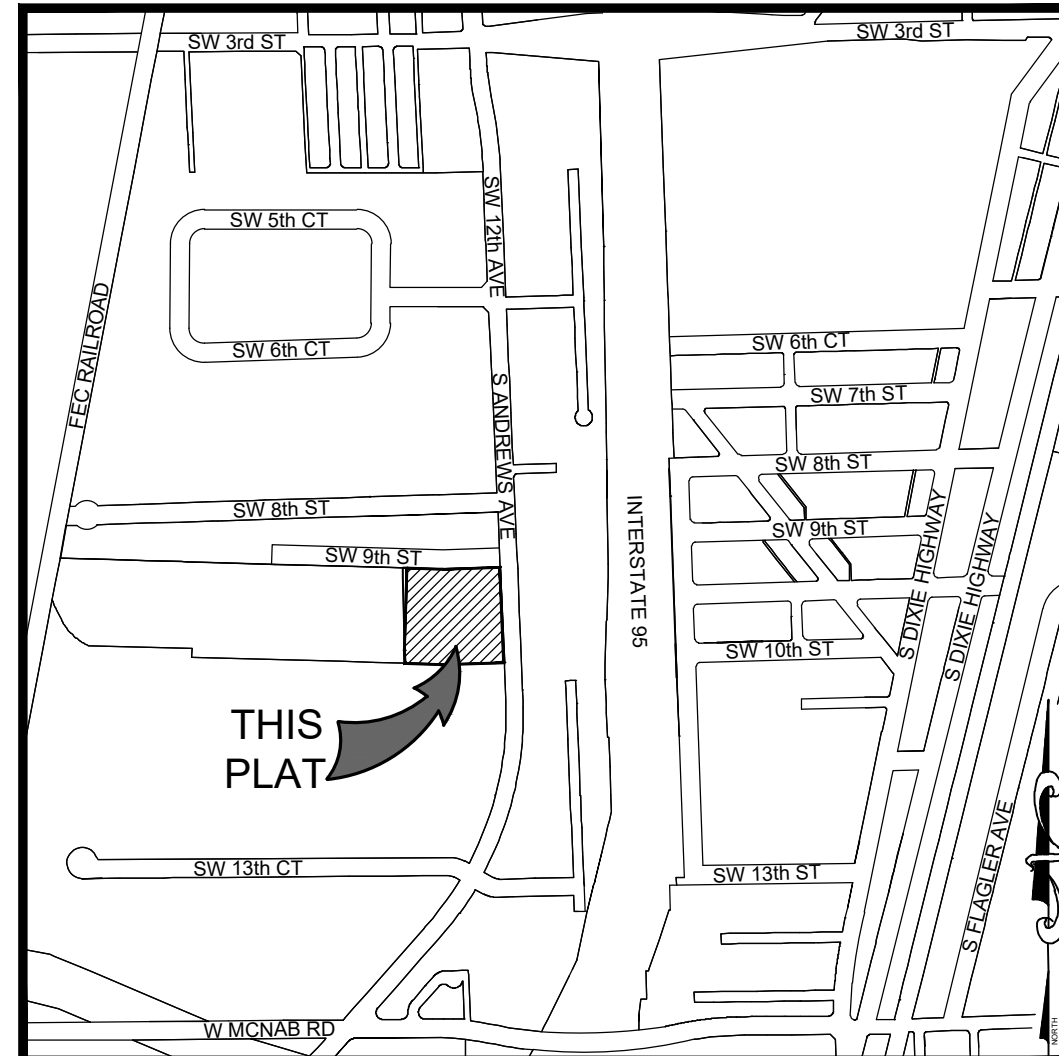 SW 3rd ST
SW 3rd ST
SW 12th AVE
SW 5th CT
SW 6th CT
FEC RAILROAD
SW 6th CT
SW 7th ST
S ANDREWS AVE
SW 8th ST
SW 8th ST
INTERSTATE 95
SW 9th ST
SW 9th ST
S DIXIE HIGHWAY
S DIXIE HIGHWAY
SW 10th ST
THIS
PLAT
SW 13th CT
SW 13th ST
S FLAGLER AVE
W MCNAB RD
NORTH